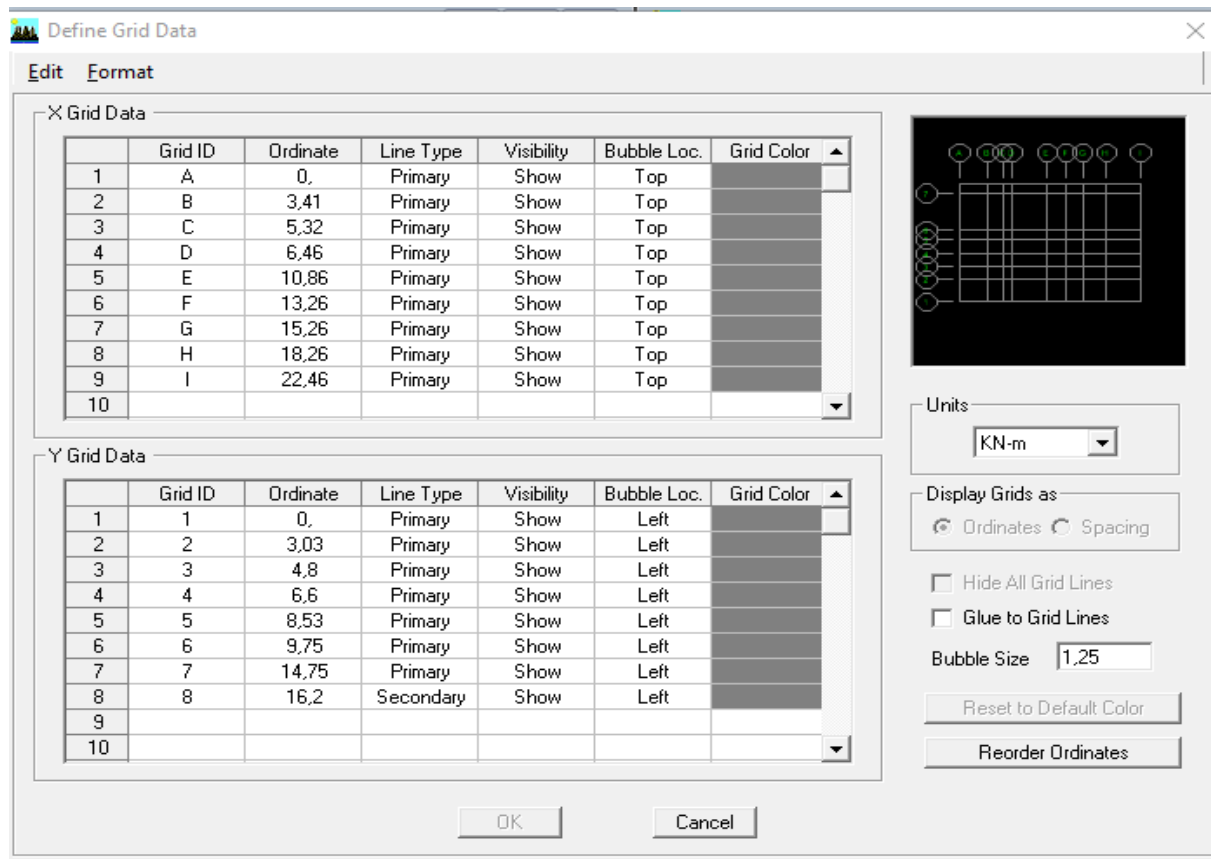 Define Grid Data
Edit Format
X Grid Data
Grid ID Ordinate Line Type Visibility Bubble Loc. Grid Color
1 A 0, Primary Show Top
2 B 3,41 Primary Show Top
3 C 5,32 Primary Show Top
4 D 6,46 Primary Show Top
5 E 10,86 Primary Show Top
6 F 13,26 Primary Show Top
7 G 15,26 Primary Show Top
8 H 18,26 Primary Show Top
9 I 22,46 Primary Show Top
10
Y Grid Data
Grid ID Ordinate Line Type Visibility Bubble Loc. Grid Color
1 1 0, Primary Show Left
2 2 3,03 Primary Show Left
3 3 4,8 Primary Show Left
4 4 6,6 Primary Show Left
5 5 8,53 Primary Show Left
6 6 9,75 Primary Show Left
7 7 14,75 Primary Show Left
8 8 16,2 Secondary Show Left
9
10
Units
KN-m
Display Grids as
Ordinates Spacing
Hide All Grid Lines
Glue to Grid Lines
Bubble Size 1,25
Reset to Default Color
Reorder Ordinates
OK Cancel